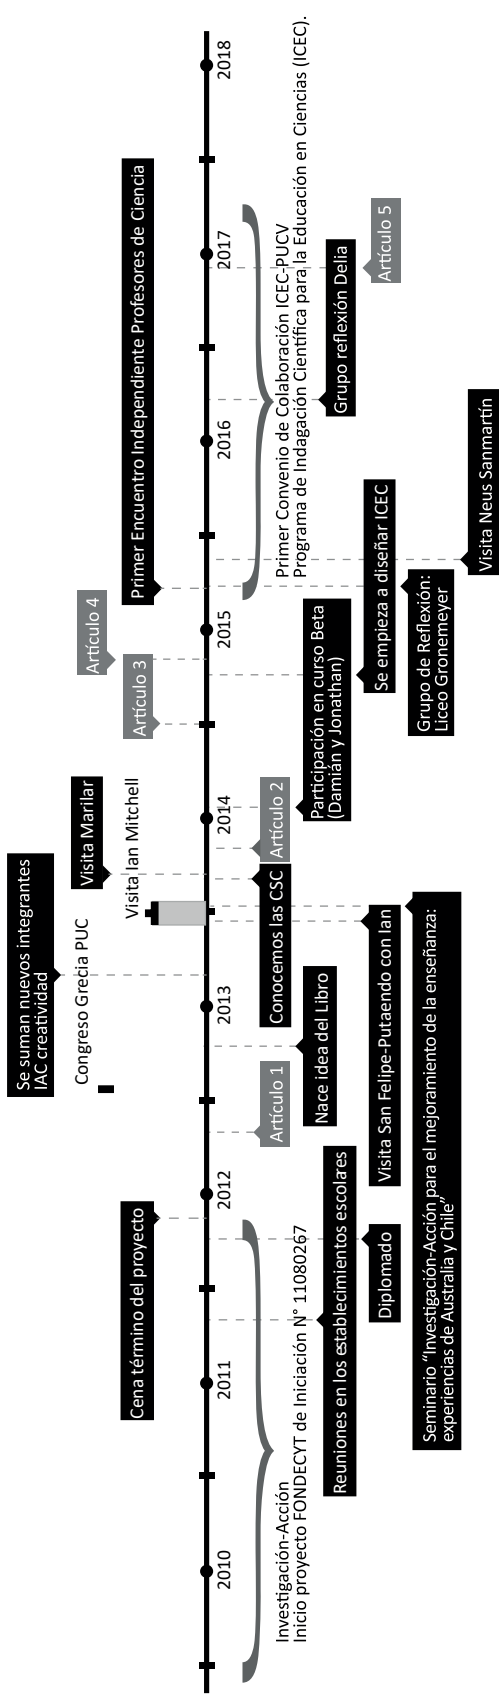 Se suman nuevos integrantes
IAC creatividad
Congreso Grecia PUC
Visita Marilar
Visita Ian Mitchell
Cena término del proyecto
Artículo 4
Artículo 3
Primer Encuentro Independiente Profesores de Ciencia
2010
2011
2012
2013
2014
2015
2016
2017
2018
Investigación-Acción
Inicio proyecto FONDECYT de Iniciación N° 11080267
Artículo 1
Conocemos las CSC
Artículo 2
Primer Convenio de Colaboración ICEC-PUCV
Programa de Indagación Científica para la Educación en Ciencias (ICEC).
Reuniones en los establecimientos escolares
Nace idea del Libro
Participación en curso Beta
(Damián y Jonathan)
Grupo reflexión Delia
Diplomado
Visita San Felipe-Putaendo con Ian
Se empieza a diseñar ICEC
Artículo 5
Seminario “Investigación-Acción para el mejoramiento de la enseñanza:
experiencias de Australia y Chile”
Grupo de Reflexión:
Liceo Gronemeyer
Visita Neus Sanmartín